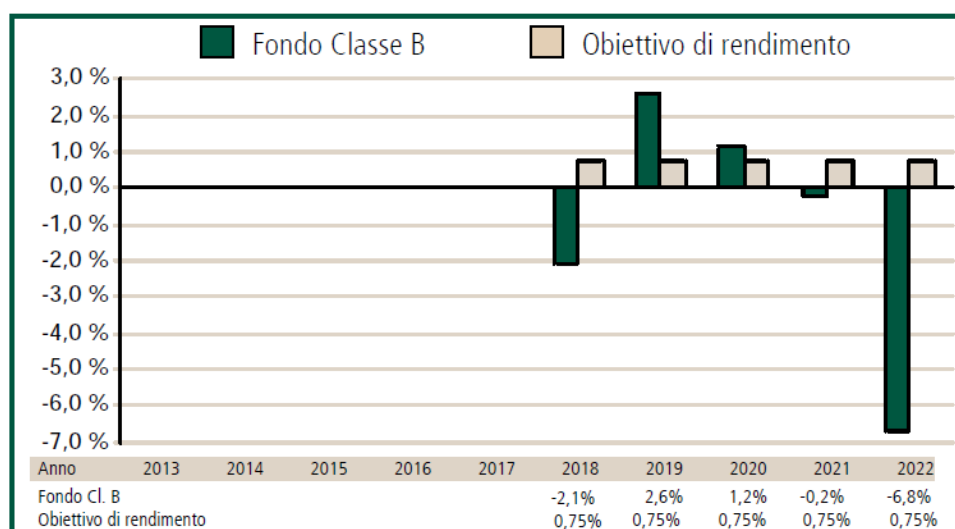 Fondo Classe B Obiettivo di rendimento
3,0 %
2,0 %
1,0 %
0,0 %
-1,0 %
-2,0 %
-3,0 %
-4,0 %
-5,0 %
-6,0 %
-7,0 %
Anno 2013 2014 2015 2016 2017 2018 2019 2020 2021 2022
Fondo Cl. B -2,1% 2,6% 1,2% -0,2% -6,8%
Obiettivo di rendimento 0,75% 0,75% 0,75% 0,75% 0,75%